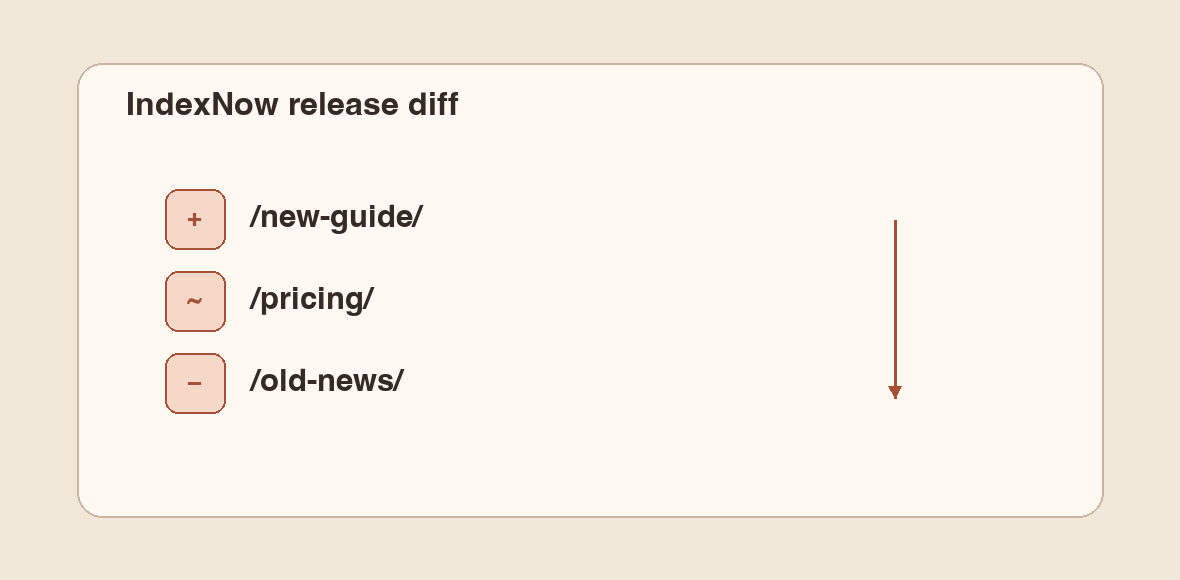 IndexNow release diff
+ /new-guide/
~ /pricing/
− /old-news/